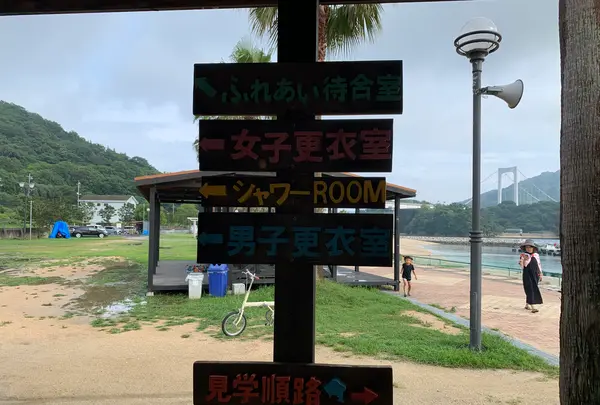 ふれあい待合室
女子更衣室
シャワーROOM
男子更衣室
見学順路